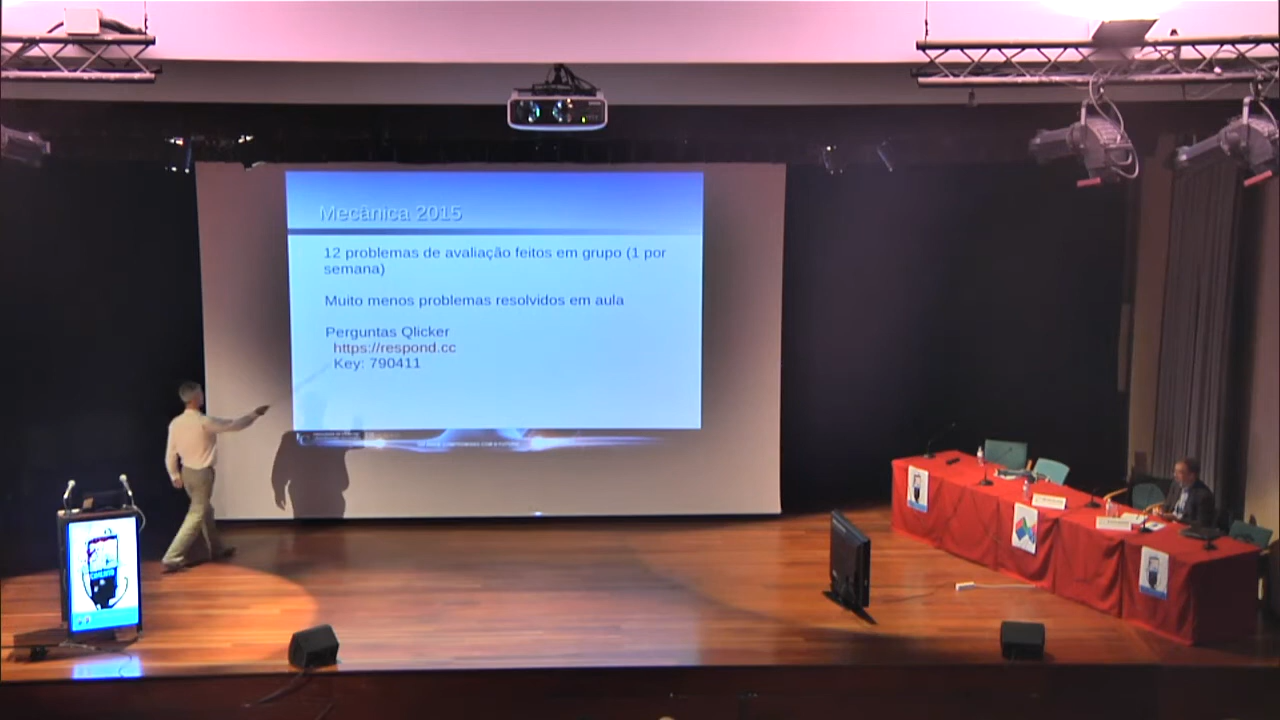 Mecânica 2015
12 problemas de avaliação feitos em grupo (1 por
semana)
Muito menos problemas resolvidos em aula
Perguntas Qlicker
https://respond.cc
Key: 790411